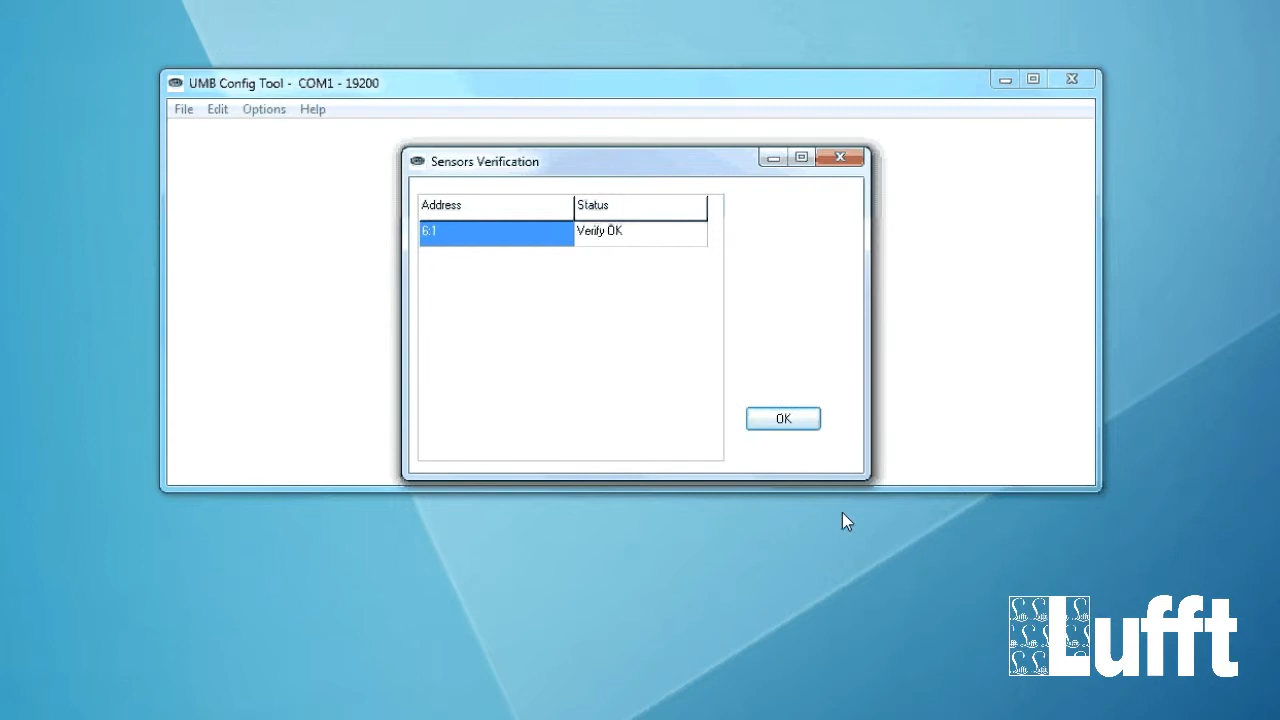 UMB Config Tool - COM1 - 19200
File Edit Options Help
Sensors Verification
Address Status
6:1 Verify OK
OK
Lufft